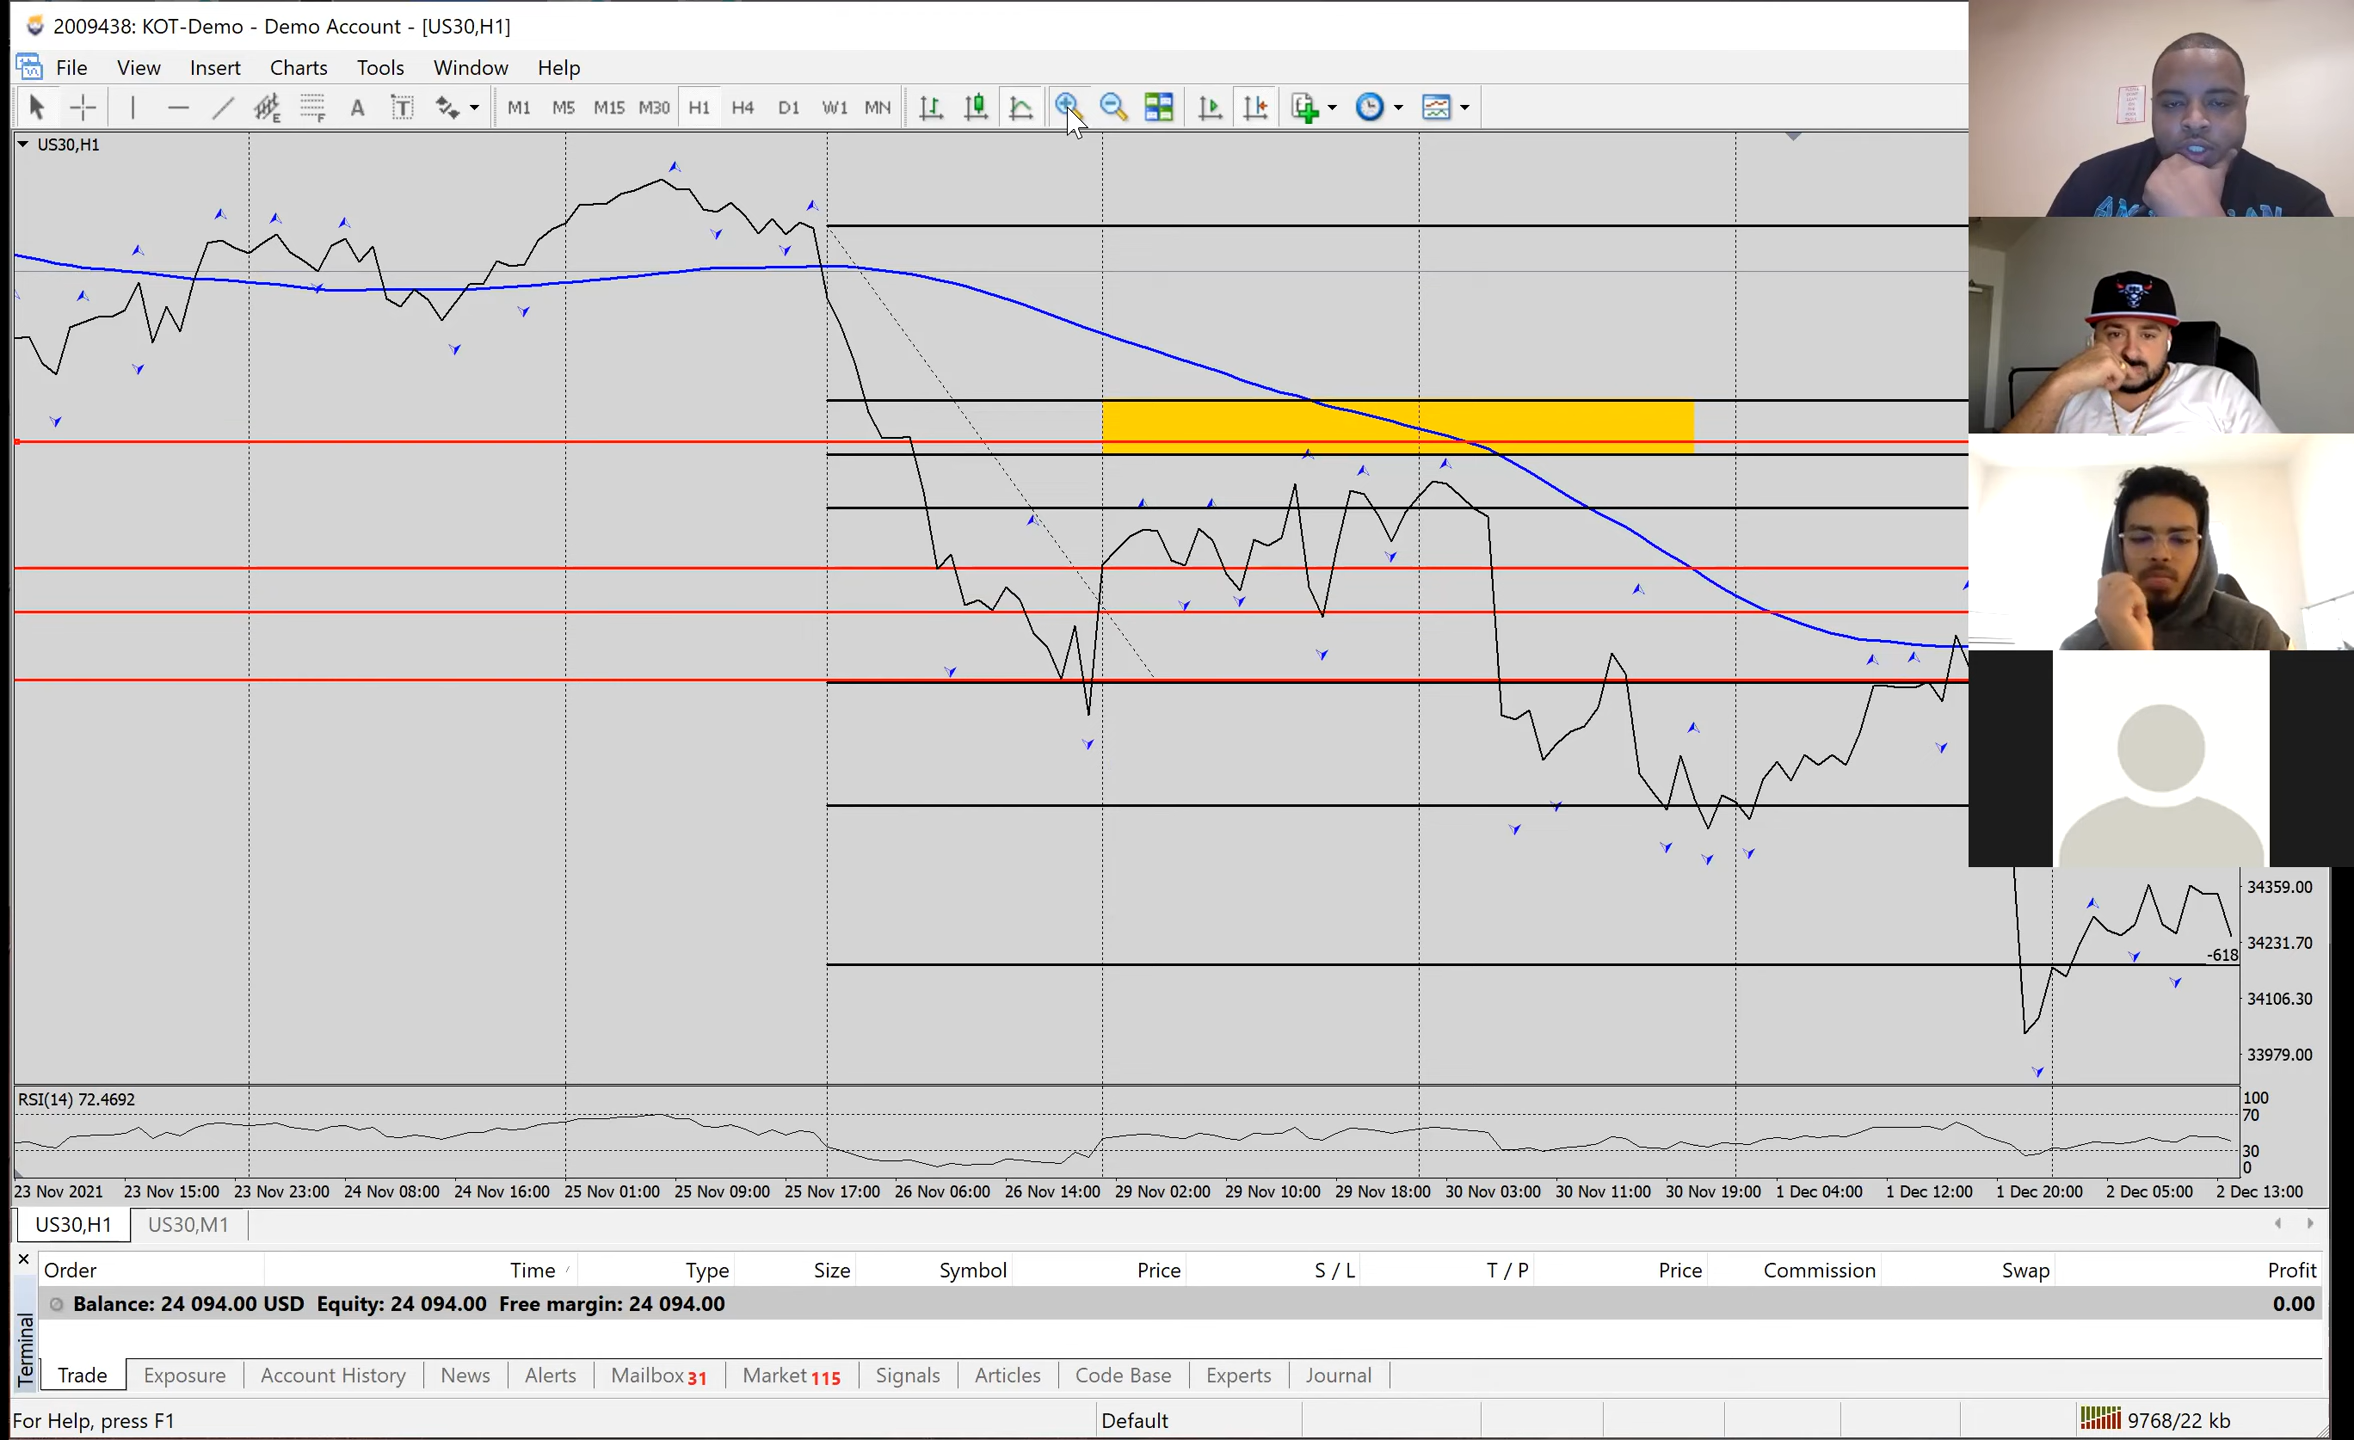 2009438: KOT-Demo - Demo Account - [US30,H1]
File View Insert Charts Tools Window Help
A T M1 M5 M15 M30 H1 H4 D1 W1 MN
US30,H1
34359.00
34231.70
-618
34106.30
33979.00
RSI(14) 72.4692
100
70
30
0
23 Nov 2021 23 Nov 15:00 23 Nov 23:00 24 Nov 08:00 24 Nov 16:00 25 Nov 01:00 25 Nov 09:00 25 Nov 17:00 26 Nov 06:00 26 Nov 14:00 29 Nov 02:00 29 Nov 10:00 29 Nov 18:00 30 Nov 03:00 30 Nov 11:00 30 Nov 19:00 1 Dec 04:00 1 Dec 12:00 1 Dec 20:00 2 Dec 05:00 2 Dec 13:00
US30,H1 US30,M1
Order Time Type Size Symbol Price S / L T / P Price Commission Swap Profit
Balance: 24 094.00 USD Equity: 24 094.00 Free margin: 24 094.00 0.00
Terminal
Trade Exposure Account History News Alerts Mailbox 31 Market 115 Signals Articles Code Base Experts Journal
For Help, press F1 Default 9768/22 kb